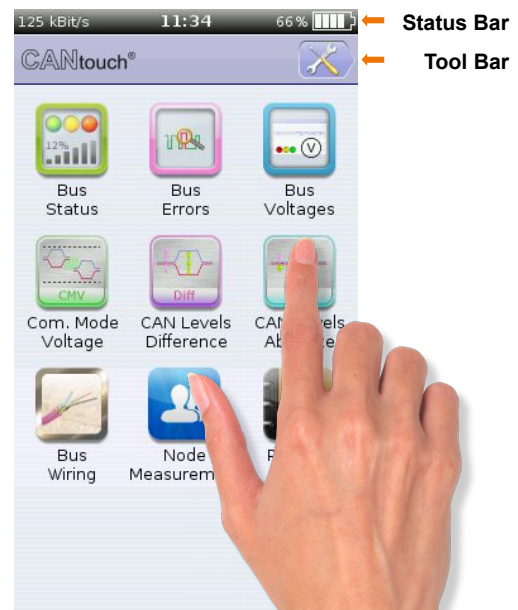 125 kBit/s 11:34 66%
Status Bar
CANtouch®
Tool Bar
12%
V
Bus
Status
Bus
Errors
Bus
Voltages
CMV
Diff
Com. Mode
Voltage
CAN Levels
Difference
CAN
Bus
Wiring
Node